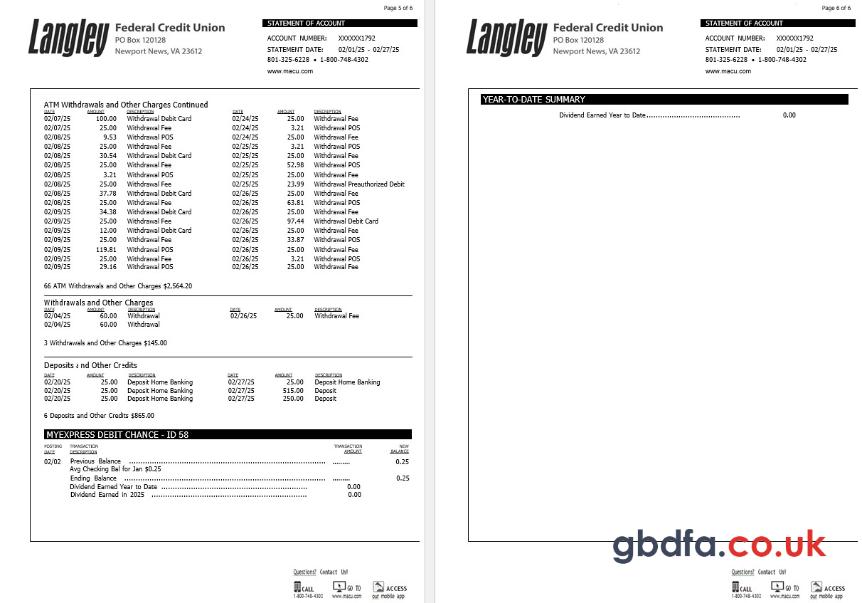 Page 5 of 6
Langley Federal Credit Union
PO Box 120128
Newport News, VA 23612
STATEMENT OF ACCOUNT
ACCOUNT NUMBER: XXXXXX1792
STATEMENT DATE: 02/01/25 - 02/27/25
801-325-6228 • 1-800-748-4302
www.macu.com
ATM Withdrawals and Other Charges Continued
DATE AMOUNT DESCRIPTION DATE AMOUNT DESCRIPTION
02/07/25 100.00 Withdrawal Debit Card 02/24/25 25.00 Withdrawal Fee
02/07/25 25.00 Withdrawal Fee 02/24/25 3.21 Withdrawal POS
02/08/25 9.53 Withdrawal POS 02/24/25 25.00 Withdrawal Fee
02/08/25 25.00 Withdrawal Fee 02/25/25 3.21 Withdrawal POS
02/08/25 30.54 Withdrawal Debit Card 02/25/25 25.00 Withdrawal Fee
02/08/25 25.00 Withdrawal Fee 02/25/25 52.98 Withdrawal POS
02/08/25 3.21 Withdrawal POS 02/25/25 25.00 Withdrawal Fee
02/08/25 25.00 Withdrawal Fee 02/25/25 23.99 Withdrawal Preauthorized Debit
02/08/25 37.78 Withdrawal Debit Card 02/26/25 25.00 Withdrawal Fee
02/08/25 25.00 Withdrawal Fee 02/26/25 63.81 Withdrawal POS
02/09/25 34.38 Withdrawal Debit Card 02/26/25 25.00 Withdrawal Fee
02/09/25 25.00 Withdrawal Fee 02/26/25 97.44 Withdrawal Debit Card
02/09/25 12.00 Withdrawal Debit Card 02/26/25 25.00 Withdrawal Fee
02/09/25 25.00 Withdrawal Fee 02/26/25 33.87 Withdrawal POS
02/09/25 119.81 Withdrawal POS 02/26/25 25.00 Withdrawal Fee
02/09/25 25.00 Withdrawal Fee 02/26/25 3.21 Withdrawal POS
02/09/25 29.16 Withdrawal POS 02/26/25 25.00 Withdrawal Fee
66 ATM Withdrawals and Other Charges $2,564.20
Withdrawals and Other Charges
DATE AMOUNT DESCRIPTION DATE AMOUNT DESCRIPTION
02/04/25 60.00 Withdrawal 02/26/25 25.00 Withdrawal Fee
02/04/25 60.00 Withdrawal
3 Withdrawals and Other Charges $145.00
Deposits and Other Credits
DATE AMOUNT DESCRIPTION DATE AMOUNT DESCRIPTION
02/20/25 25.00 Deposit Home Banking 02/27/25 25.00 Deposit Home Banking
02/20/25 25.00 Deposit Home Banking 02/27/25 515.00 Deposit
02/20/25 25.00 Deposit Home Banking 02/27/25 250.00 Deposit
6 Deposits and Other Credits $865.00
MYEXPRESS DEBIT CHANCE - ID 58
POSTING DATE TRANSACTION DESCRIPTION TRANSACTION AMOUNT NEW BALANCE
02/02 Previous Balance 0.25
Avg Checking Bal for Jan $0.25
Ending Balance 0.25
Dividend Earned Year to Date 0.00
Dividend Earned in 2025 0.00
Questions? Contact Us!
CALL 1-800-748-4302
GO TO www.macu.com
ACCESS our mobile app
Page 6 of 6
Langley Federal Credit Union
PO Box 120128
Newport News, VA 23612
STATEMENT OF ACCOUNT
ACCOUNT NUMBER: XXXXXX1792
STATEMENT DATE: 02/01/25 - 02/27/25
801-325-6228 • 1-800-748-4302
www.macu.com
YEAR-TO-DATE SUMMARY
Dividend Earned Year to Date 0.00
gbdfa.co.uk
Questions? Contact Us!
CALL 1-800-748-4302
GO TO www.macu.com
ACCESS our mobile app